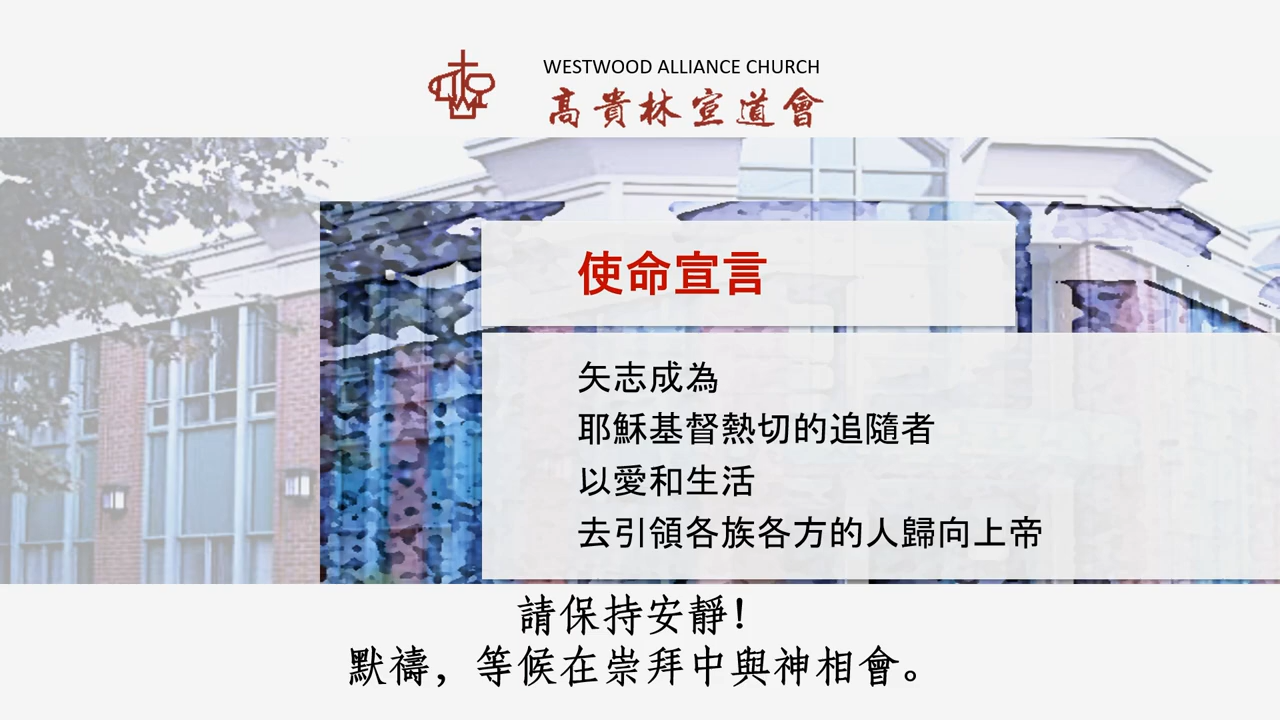 WESTWOOD ALLIANCE CHURCH
高貴林宣道會
使命宣言
矢志成為
耶穌基督熱切的追隨者
以愛和生活
去引領各族各方的人歸向上帝
請保持安靜!
默禱，等候在崇拜中與神相會。